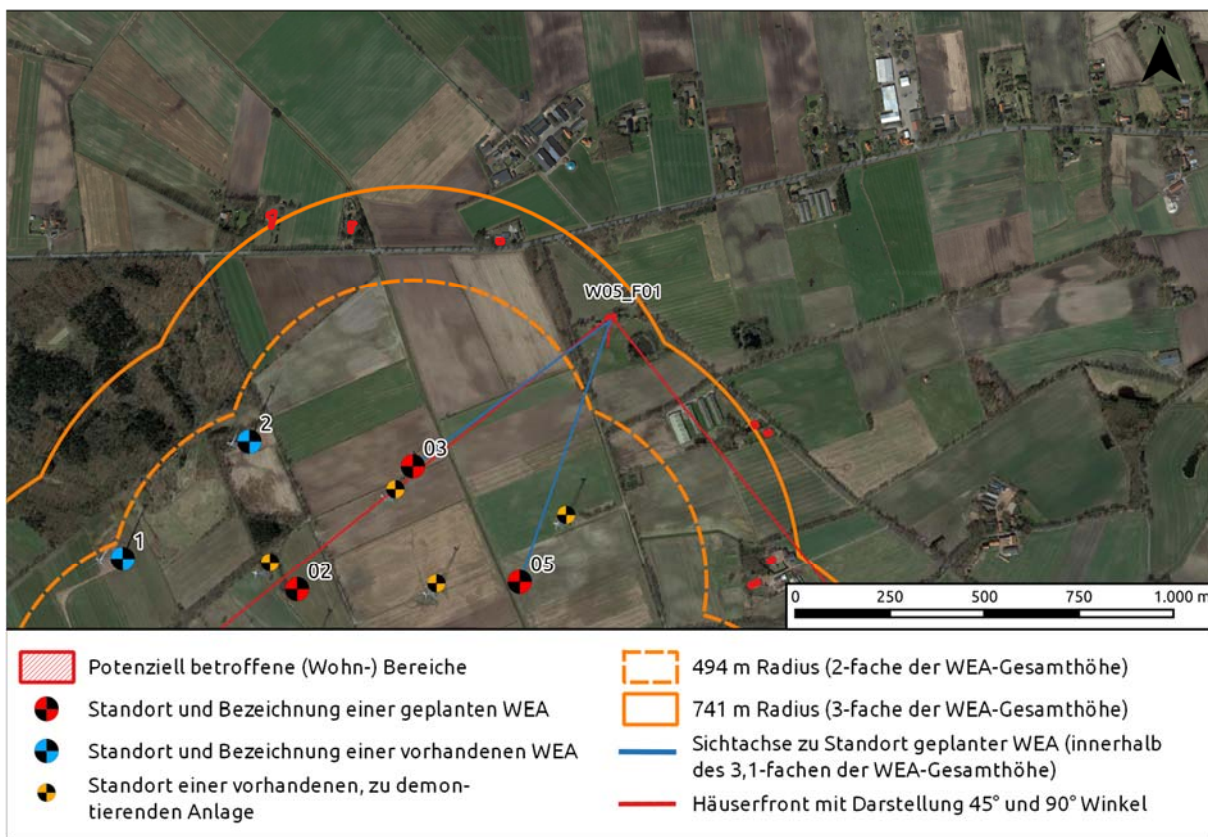 N
W05_F01
2
03
1
02
05
0 250 500 750 1.000 m
Potenziell betroffene (Wohn-) Bereiche
Standort und Bezeichnung einer geplanten WEA
Standort und Bezeichnung einer vorhandenen WEA
Standort einer vorhandenen, zu demon-
tierenden Anlage
494 m Radius (2-fache der WEA-Gesamthöhe)
741 m Radius (3-fache der WEA-Gesamthöhe)
Sichtachse zu Standort geplanter WEA (innerhalb
des 3,1-fachen der WEA-Gesamthöhe)
Häuserfront mit Darstellung 45° und 90° Winkel